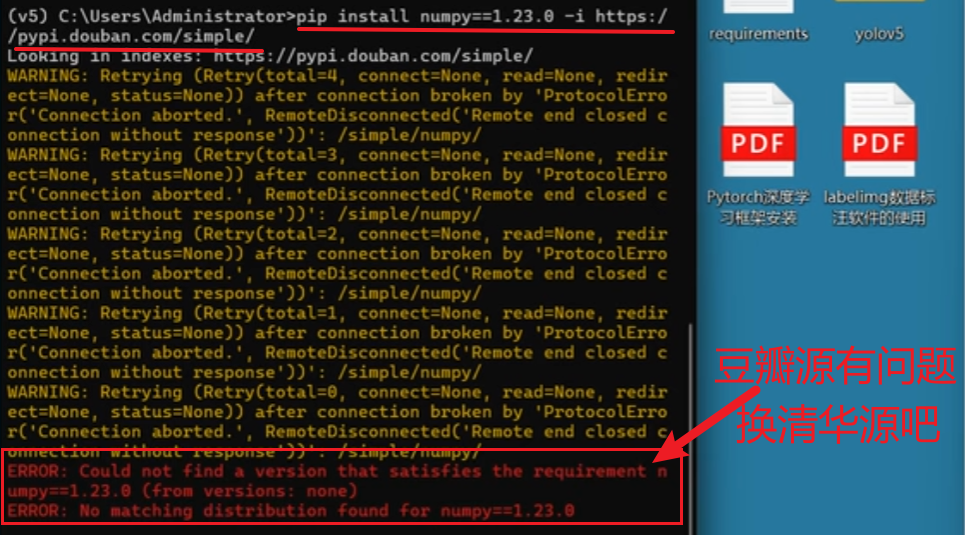 (v5) C:\Users\Administrator>pip install numpy==1.23.0 -i https:/
/pypi.douban.com/simple/
Looking in indexes: https://pypi.douban.com/simple/
WARNING: Retrying (Retry(total=4, connect=None, read=None, redir
ect=None, status=None)) after connection broken by 'ProtocolErro
r('Connection aborted.', RemoteDisconnected('Remote end closed c
onnection without response'))': /simple/numpy/
WARNING: Retrying (Retry(total=3, connect=None, read=None, redir
ect=None, status=None)) after connection broken by 'ProtocolErro
r('Connection aborted.', RemoteDisconnected('Remote end closed c
onnection without response'))': /simple/numpy/
WARNING: Retrying (Retry(total=2, connect=None, read=None, redir
ect=None, status=None)) after connection broken by 'ProtocolErro
r('Connection aborted.', RemoteDisconnected('Remote end closed c
onnection without response'))': /simple/numpy/
WARNING: Retrying (Retry(total=1, connect=None, read=None, redir
ect=None, status=None)) after connection broken by 'ProtocolErro
r('Connection aborted.', RemoteDisconnected('Remote end closed c
onnection without response'))': /simple/numpy/
WARNING: Retrying (Retry(total=0, connect=None, read=None, redir
ect=None, status=None)) after connection broken by 'ProtocolErro
r('Connection aborted.', RemoteDisconnected('Remote end closed c
onnection without response'))': /simple/numpy/
ERROR: Could not find a version that satisfies the requirement n
umpy==1.23.0 (from versions: none)
ERROR: No matching distribution found for numpy==1.23.0
requirements
yolov5
PDF
PDF
Pytorch深度学
习框架安装
labelimg数据标
注软件的使用
豆瓣源有问题
换清华源吧